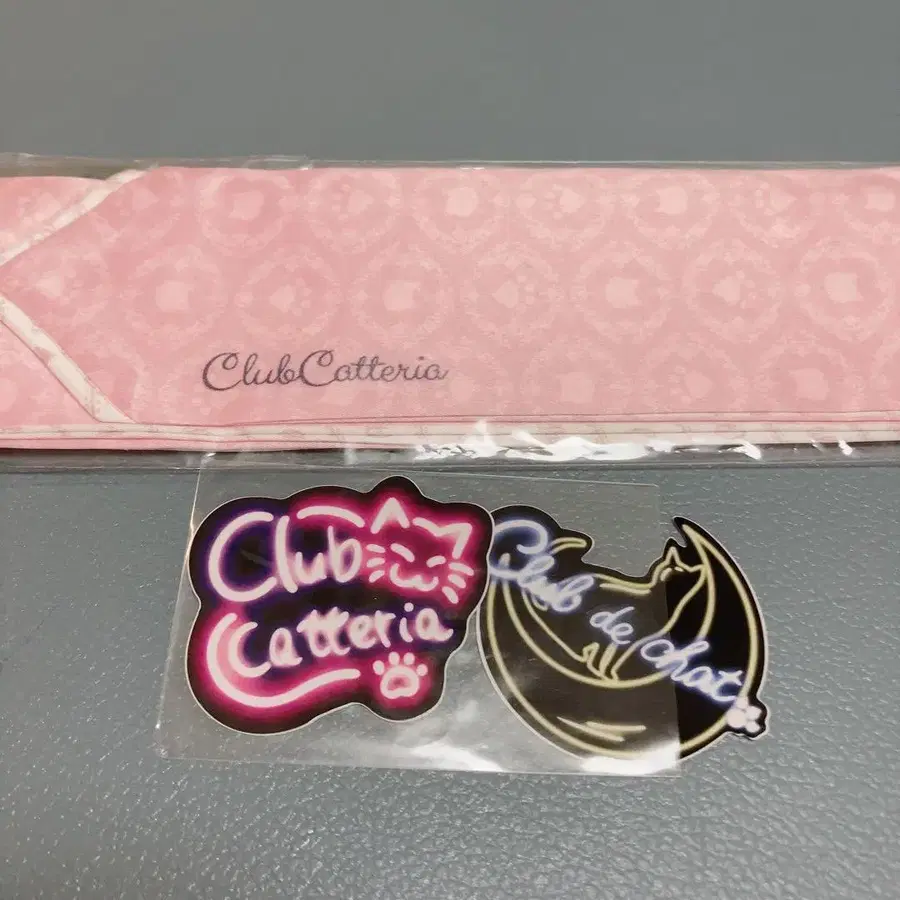 ClubCatteria
Club
Catteria
Club de chat